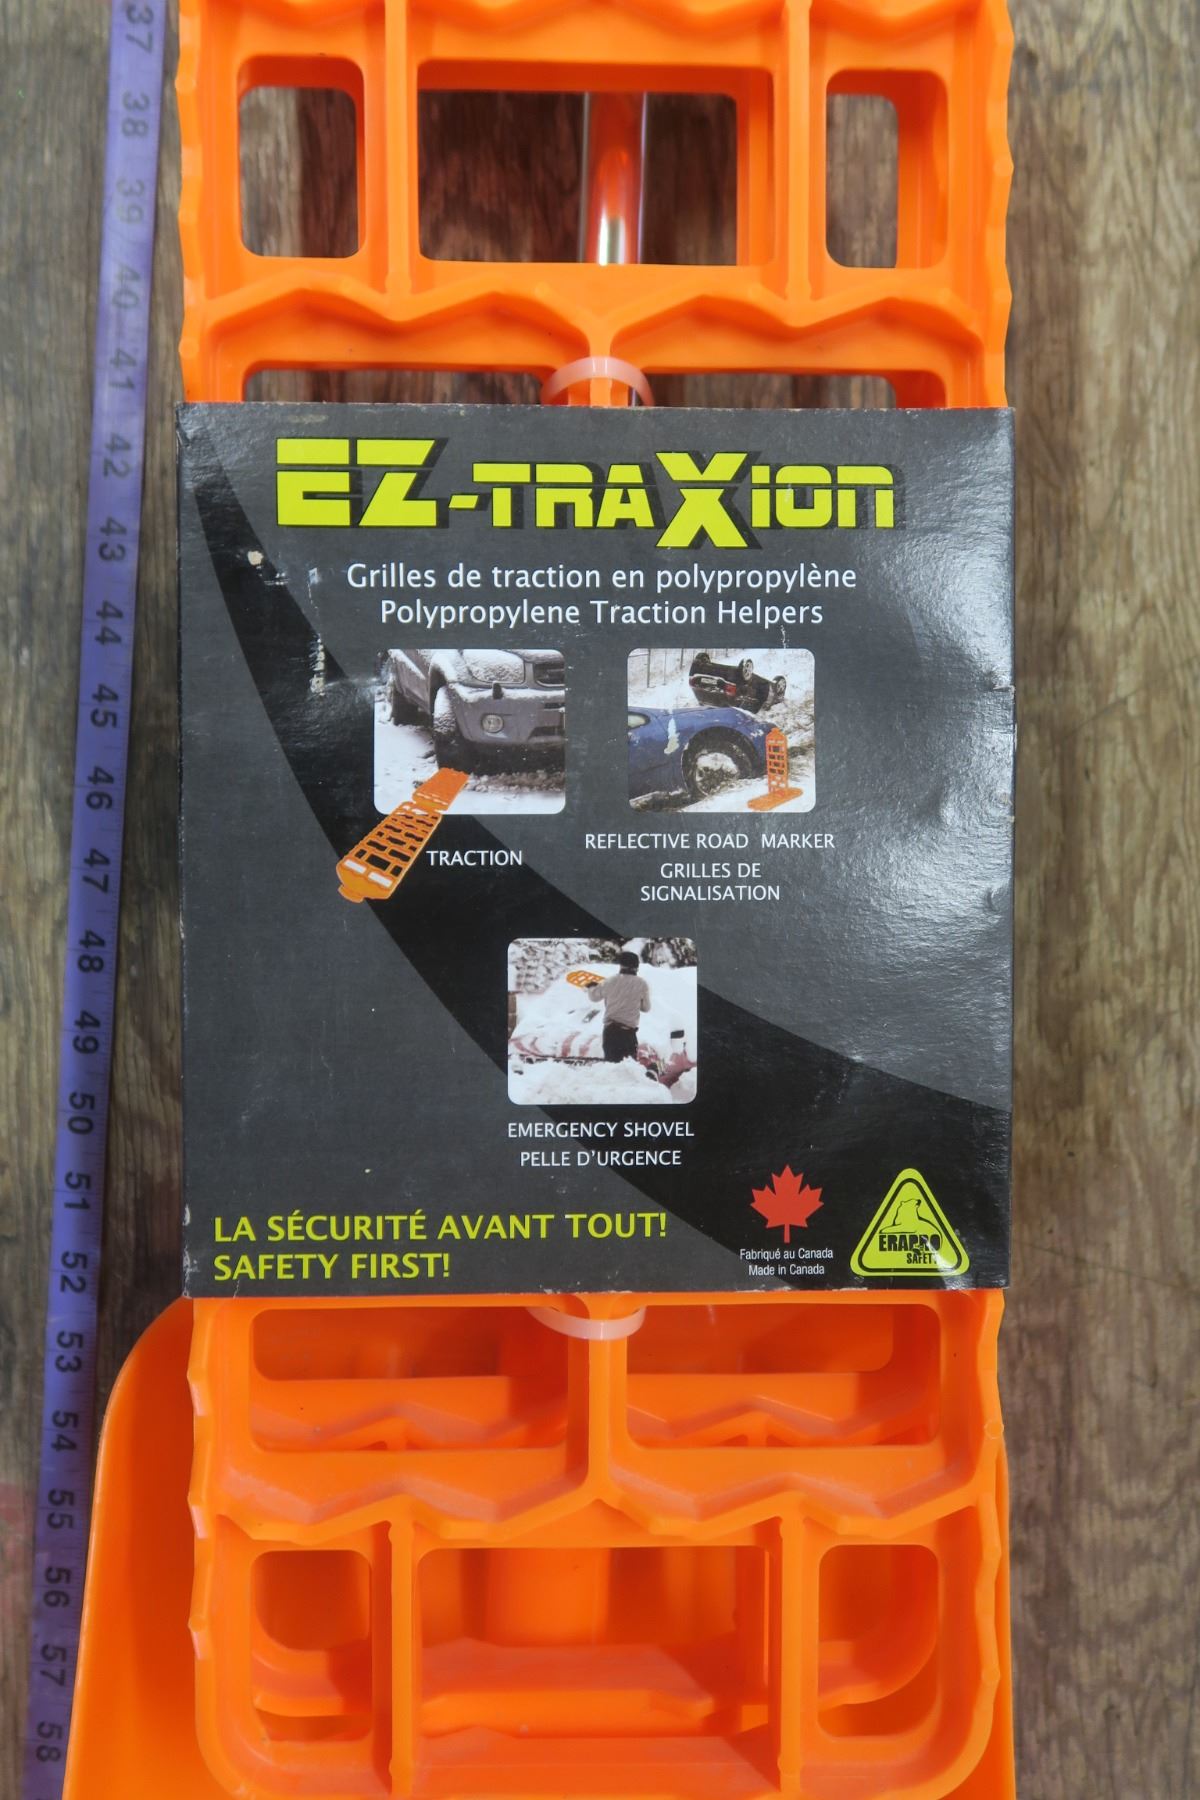 37
38
39
40
41
42
43
44
45
46
47
48
49
50
51
52
53
54
55
56
57
58
EZ-TRAXION
Grilles de traction en polypropylène
Polypropylene Traction Helpers
TRACTION
REFLECTIVE ROAD MARKER
GRILLES DE
SIGNALISATION
EMERGENCY SHOVEL
PELLE D'URGENCE
LA SÉCURITÉ AVANT TOUT!
SAFETY FIRST!
Fabriqué au Canada
Made in Canada
ERAPRO
SAFETY